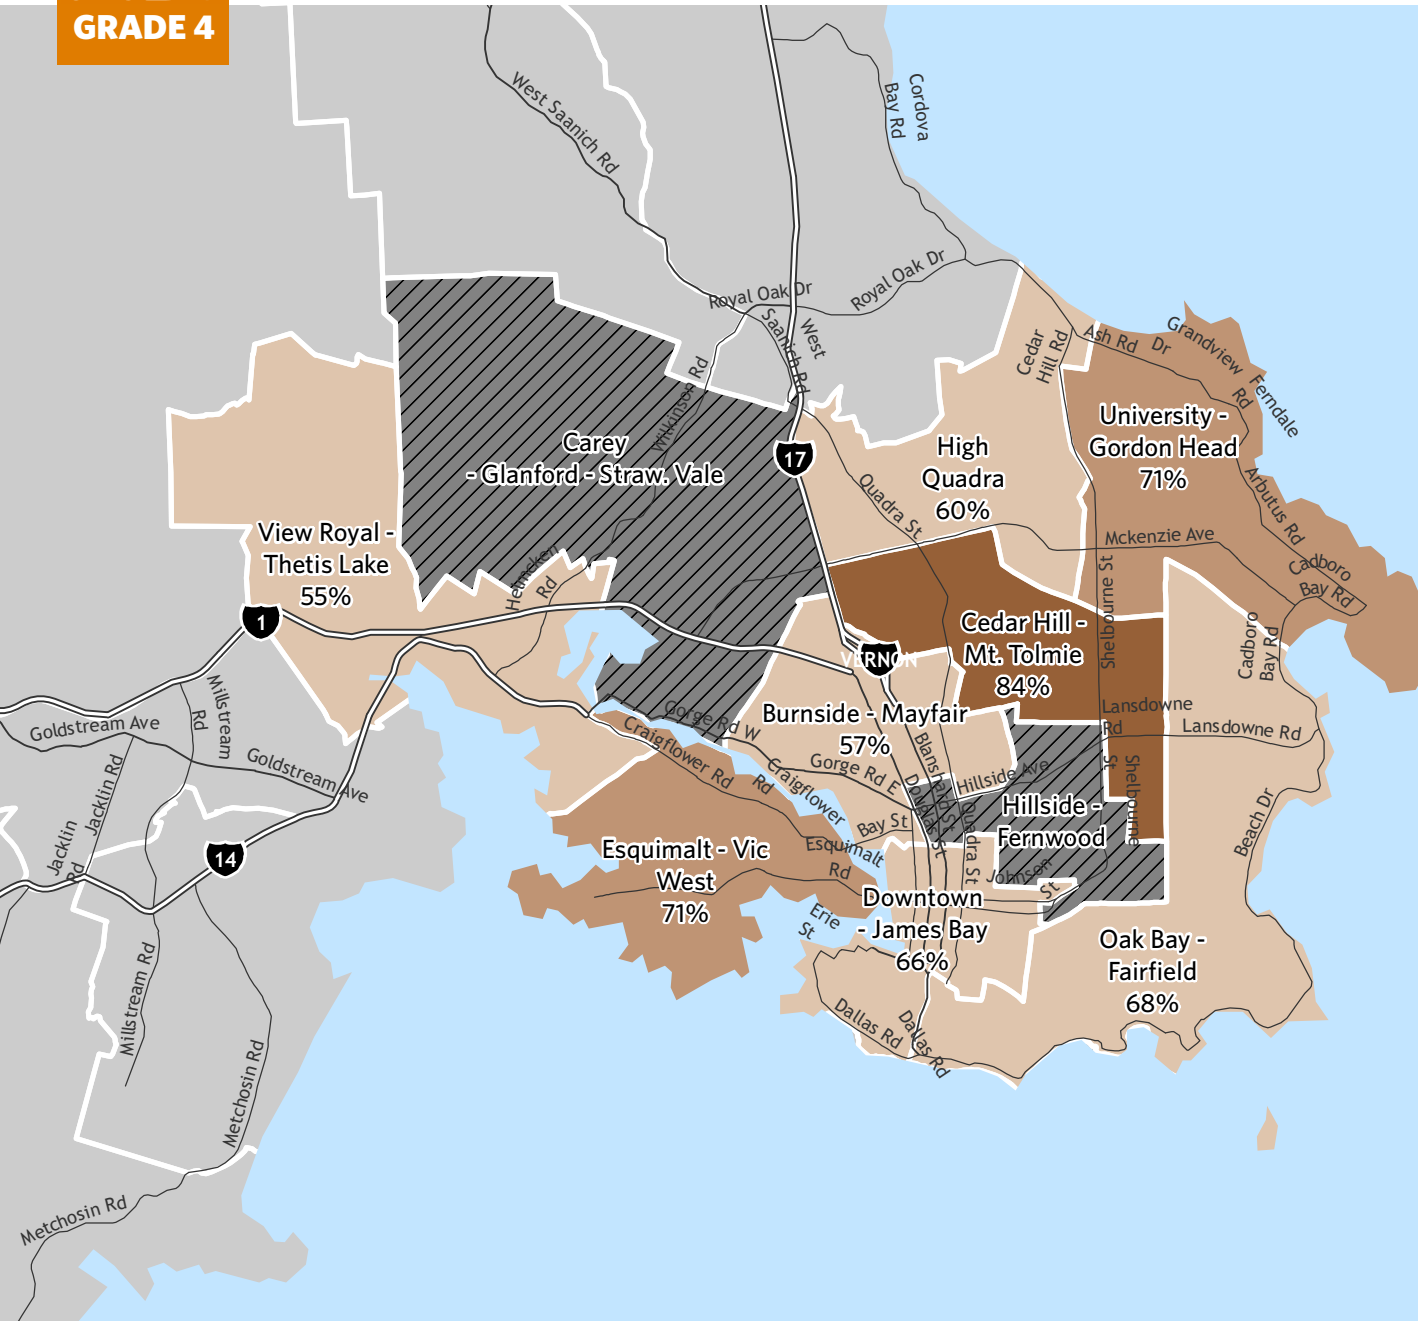 GRADE 4
West Saanich Rd
Cordova
Bay Rd
Royal Oak Dr
Royal Oak Dr
West
Saanich Rd
Wilkinson Rd
Cedar
Hill Rd
Ash Rd
Dr
Grandview
Rd
Ferndale
University -
Gordon Head
71%
High
Quadra
60%
Carey
- Glanford - Straw. Vale
17
Quadra St
Arbutus Rd
Mckenzie Ave
Cadboro
Bay Rd
View Royal -
Thetis Lake
55%
Helmcken
Rd
1
Shelbourne St
Cedar Hill -
Mt. Tolmie
84%
VERNON
Cadboro
Bay Rd
Millstream
Rd
Goldstream Ave
Goldstream Ave
Gorge Rd W
Craigflower Rd
Burnside - Mayfair
57%
Lansdowne
Rd
Lansdowne Rd
Gorge Rd E
Craigflower
Rd
Blanshard St
Douglas St
Hillside Ave
Shelbourne
St
Hillside -
Fernwood
Beach Dr
Jacklin Rd
Jacklin
Rd
14
Bay St
Quadra St
Esquimalt
Rd
Esquimalt - Vic
West
71%
Johnson
St
Downtown
- James Bay
66%
Erie
St
Oak Bay -
Fairfield
68%
Millstream Rd
Dallas Rd
Dallas Rd
Metchosin Rd
Metchosin Rd